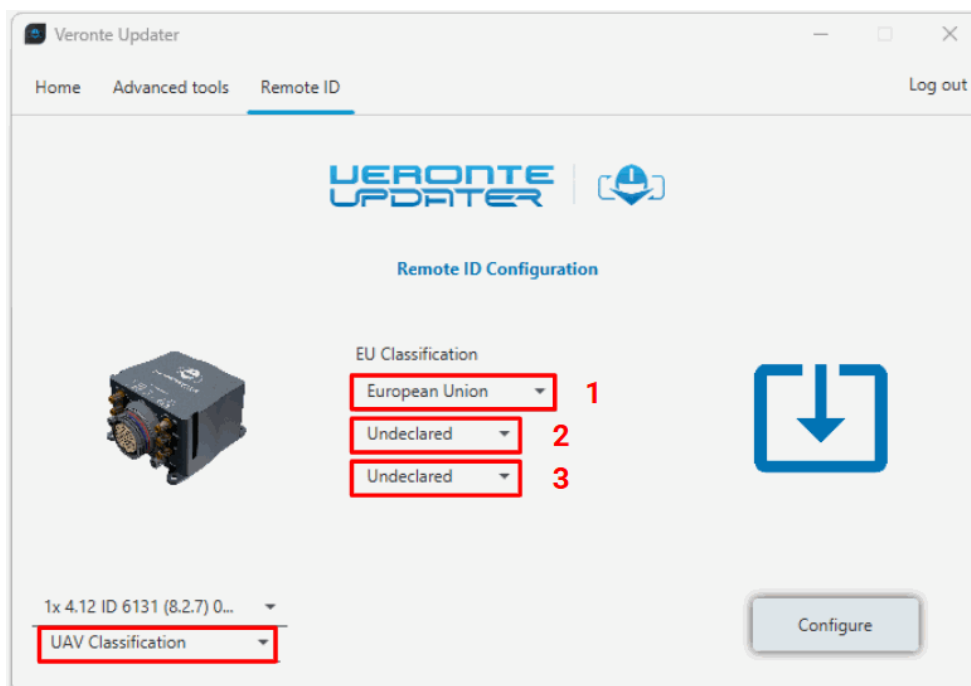 Veronte Updater
Home Advanced tools Remote ID Log out
VERONTE
UPDATER
Remote ID Configuration
EU Classification
European Union 1
Undeclared 2
Undeclared 3
1x 4.12 ID 6131 (8.2.7) 0...
UAV Classification
Configure